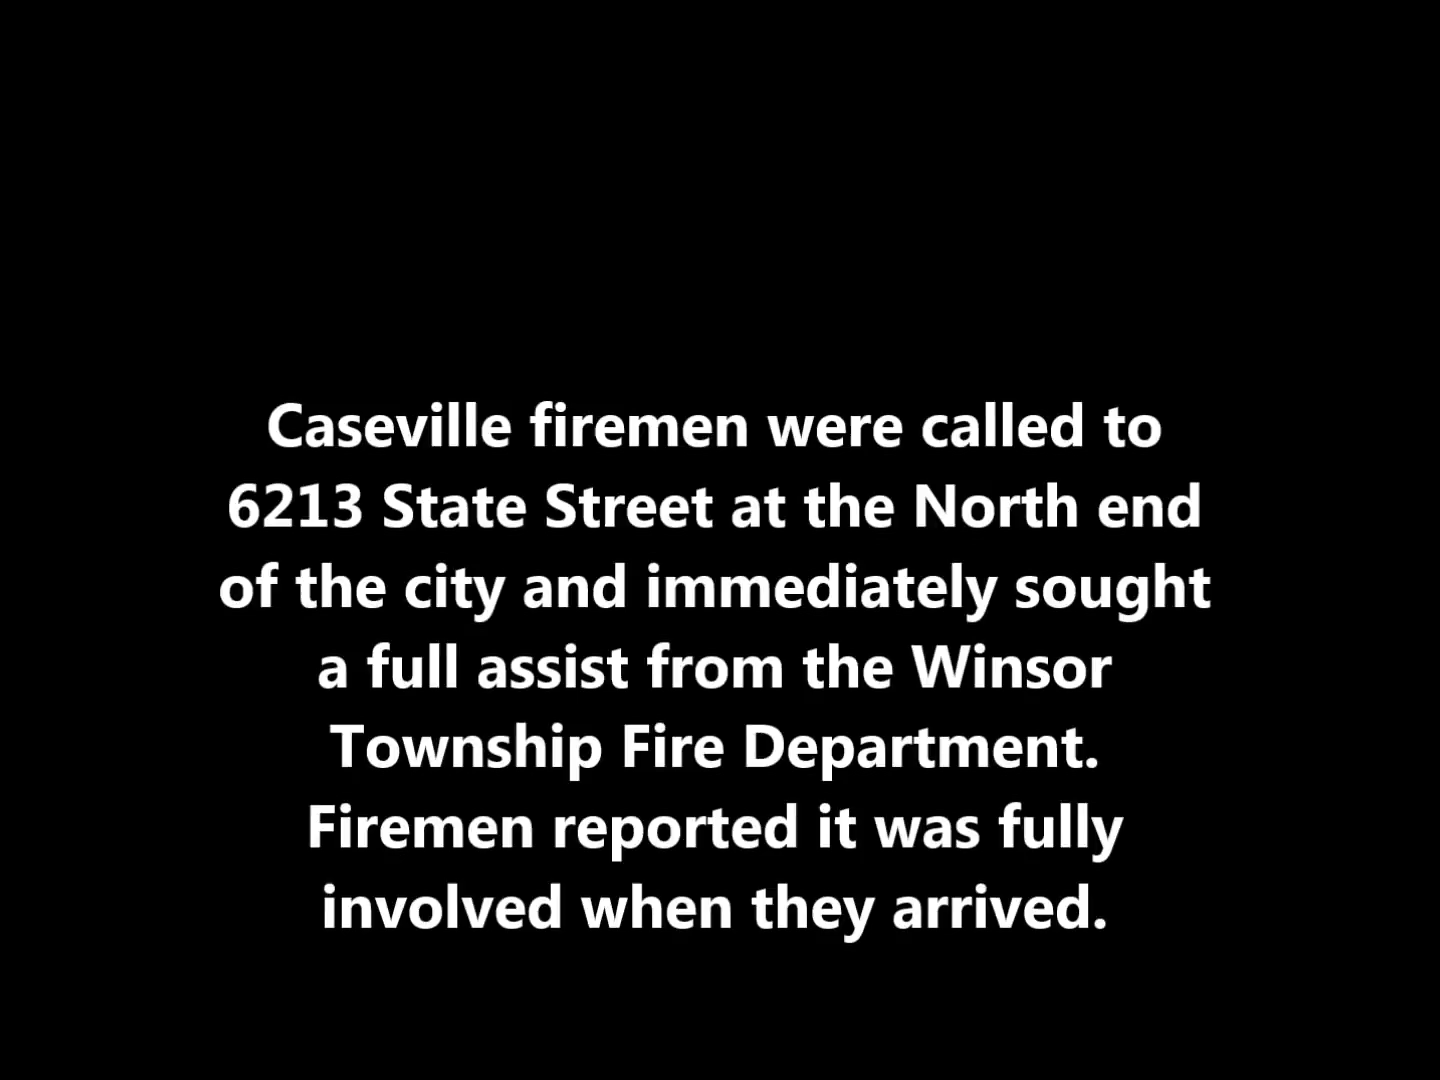 Caseville firemen were called to
6213 State Street at the North end
of the city and immediately sought
a full assist from the Winsor
Township Fire Department.
Firemen reported it was fully
involved when they arrived.